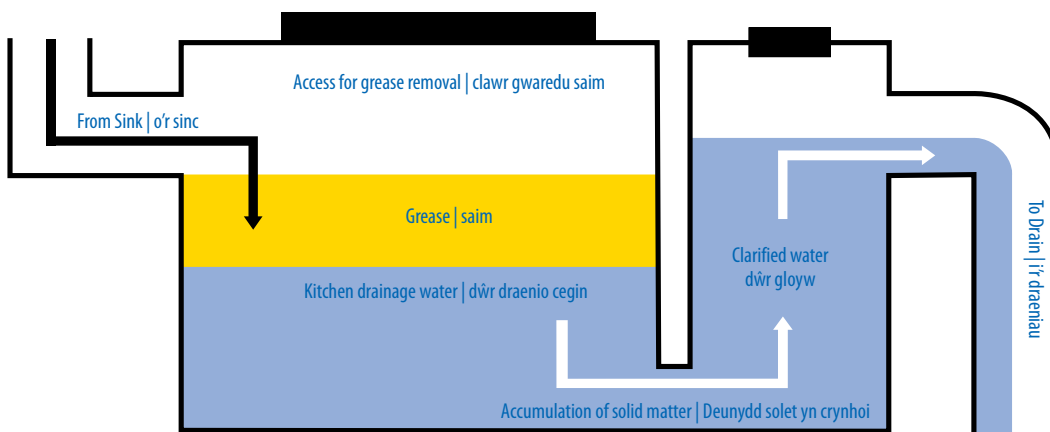 Access for grease removal | clawr gwaredu saim
From Sink | o'r sinc
Grease | saim
Kitchen drainage water | dŵr draenio cegin
Clarified water
dŵr gloyw
To Drain | i'r draeniau
Accumulation of solid matter | Deunydd solet yn crynhoi